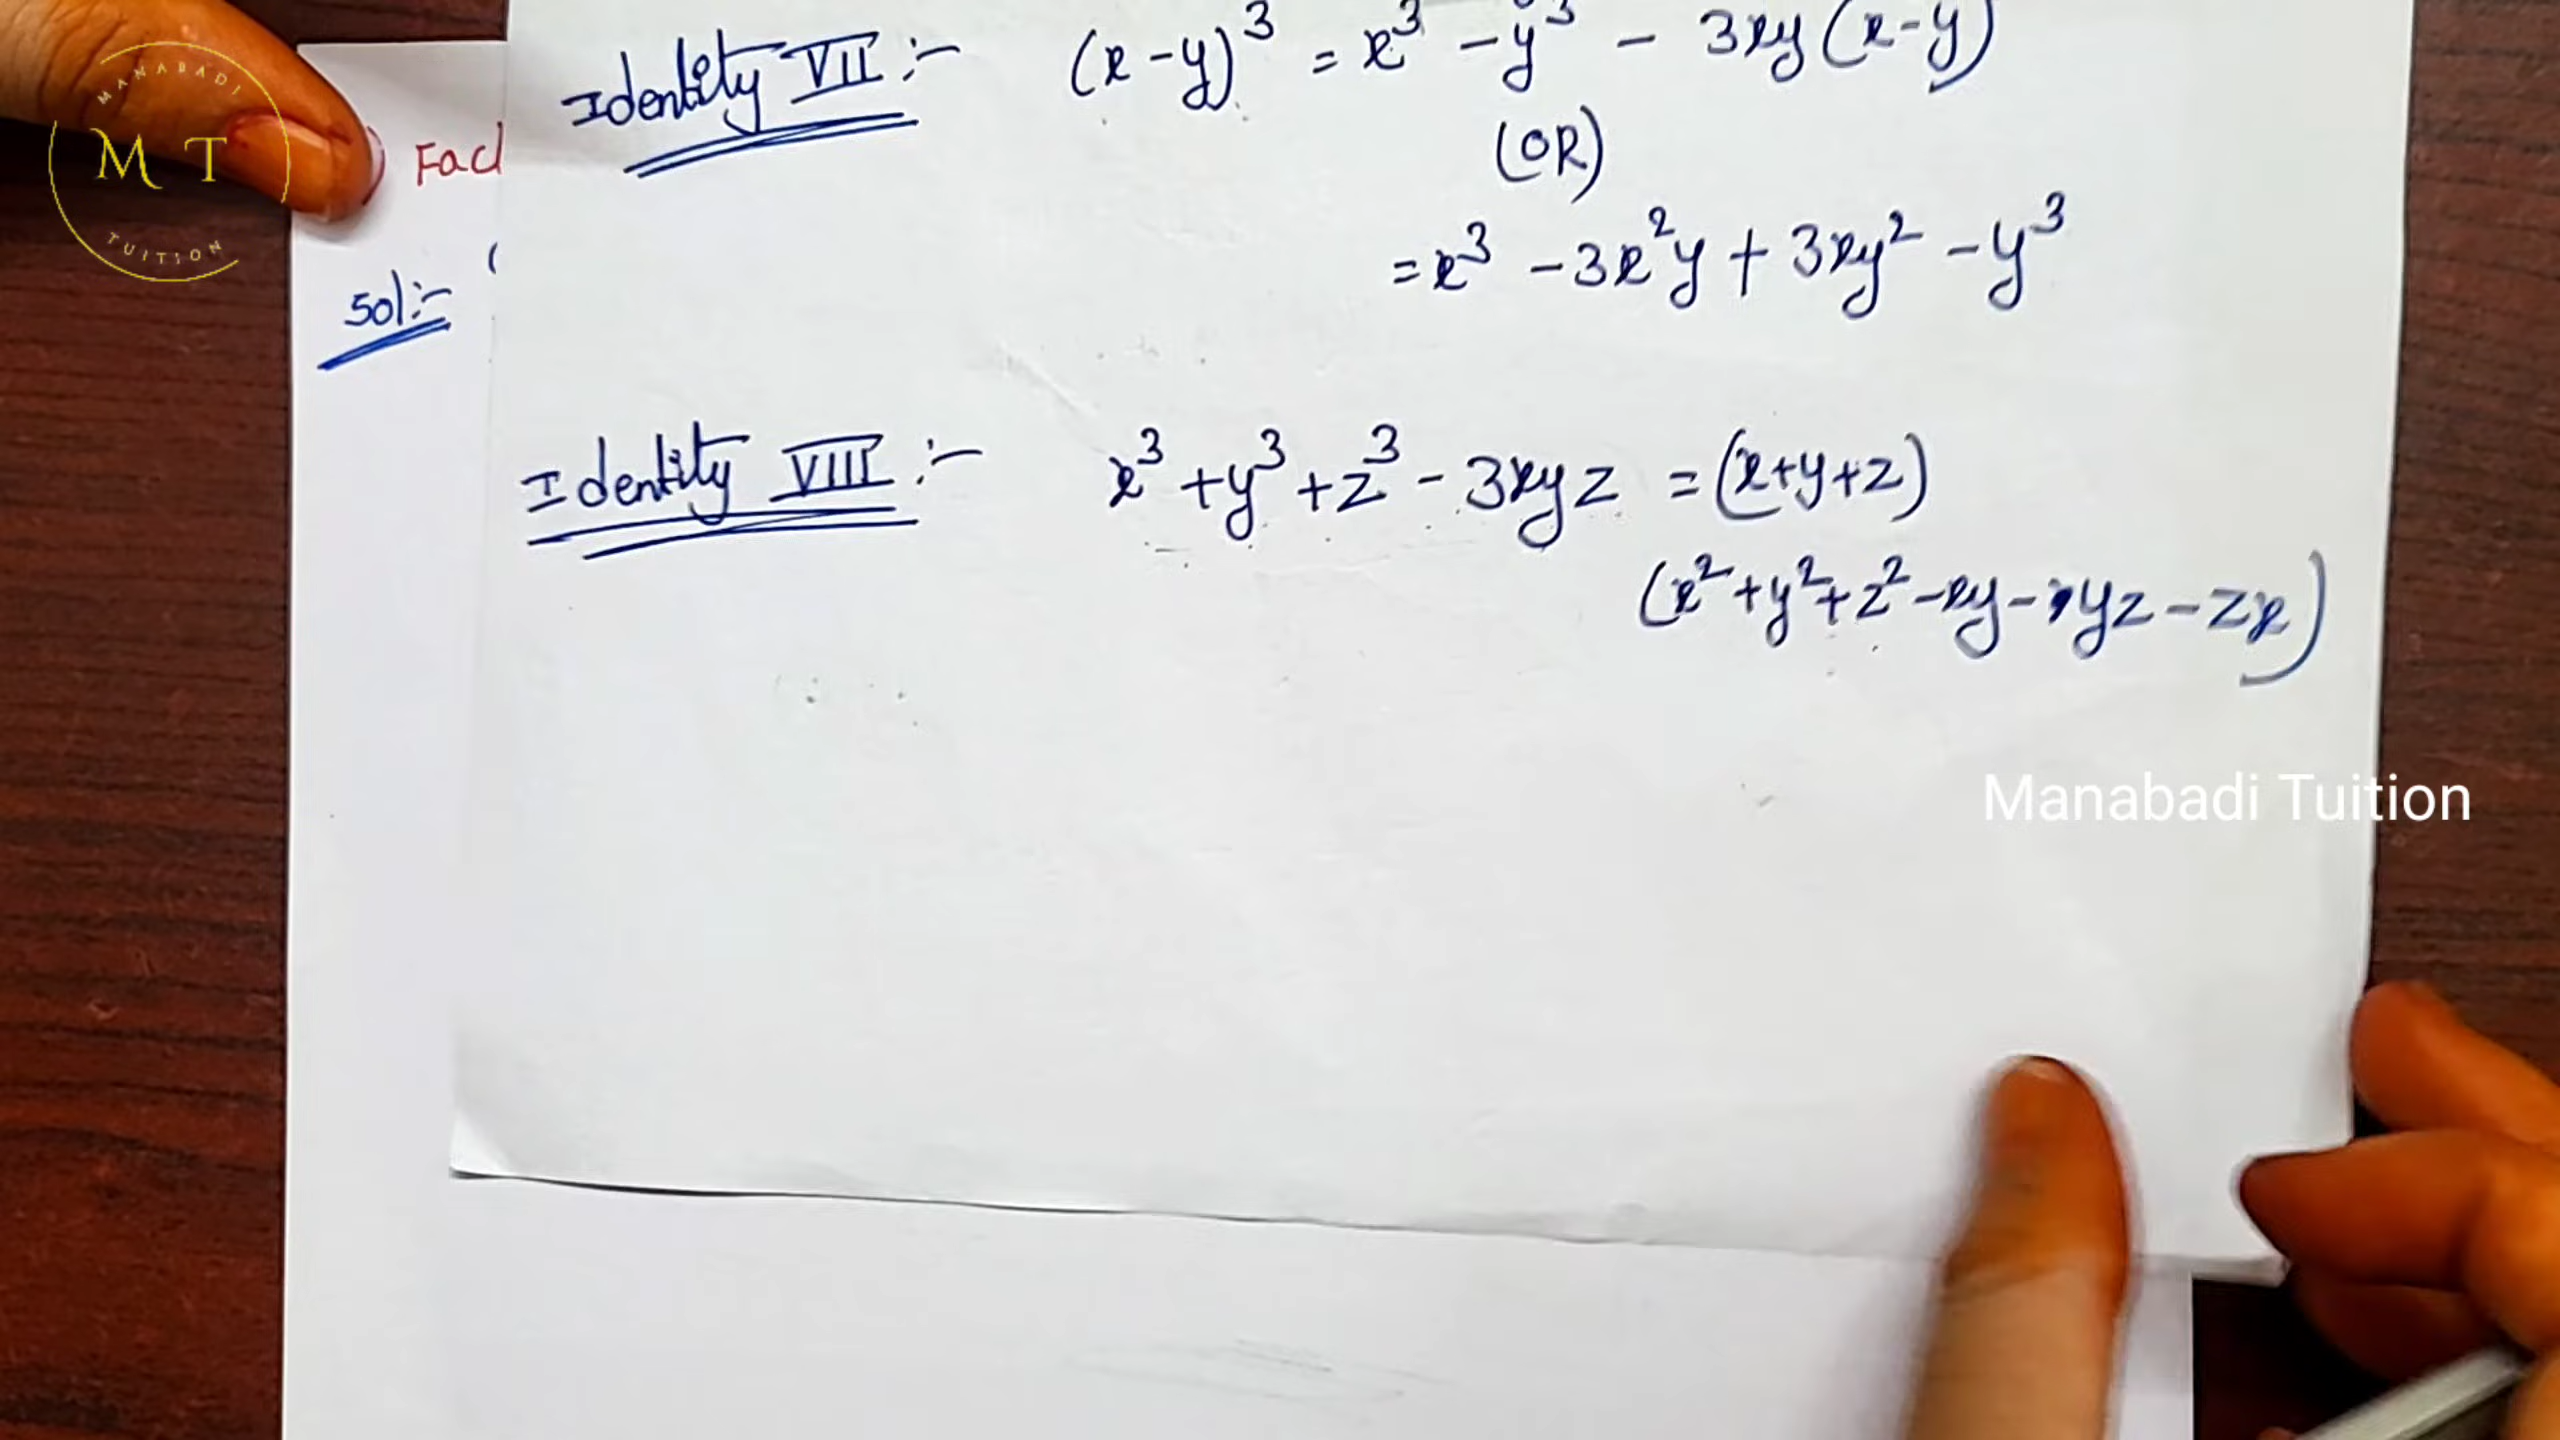 Identity VII :- (x-y)³ = x³ - y³ - 3xy(x-y)
(OR)
= x³ - 3x²y + 3xy² - y³
Identity VIII :- x³ + y³ + z³ - 3xyz = (x+y+z)
(x² + y² + z² - xy - yz - zx)
Sol:-
MANABADI
M T
TUITION
Manabadi Tuition